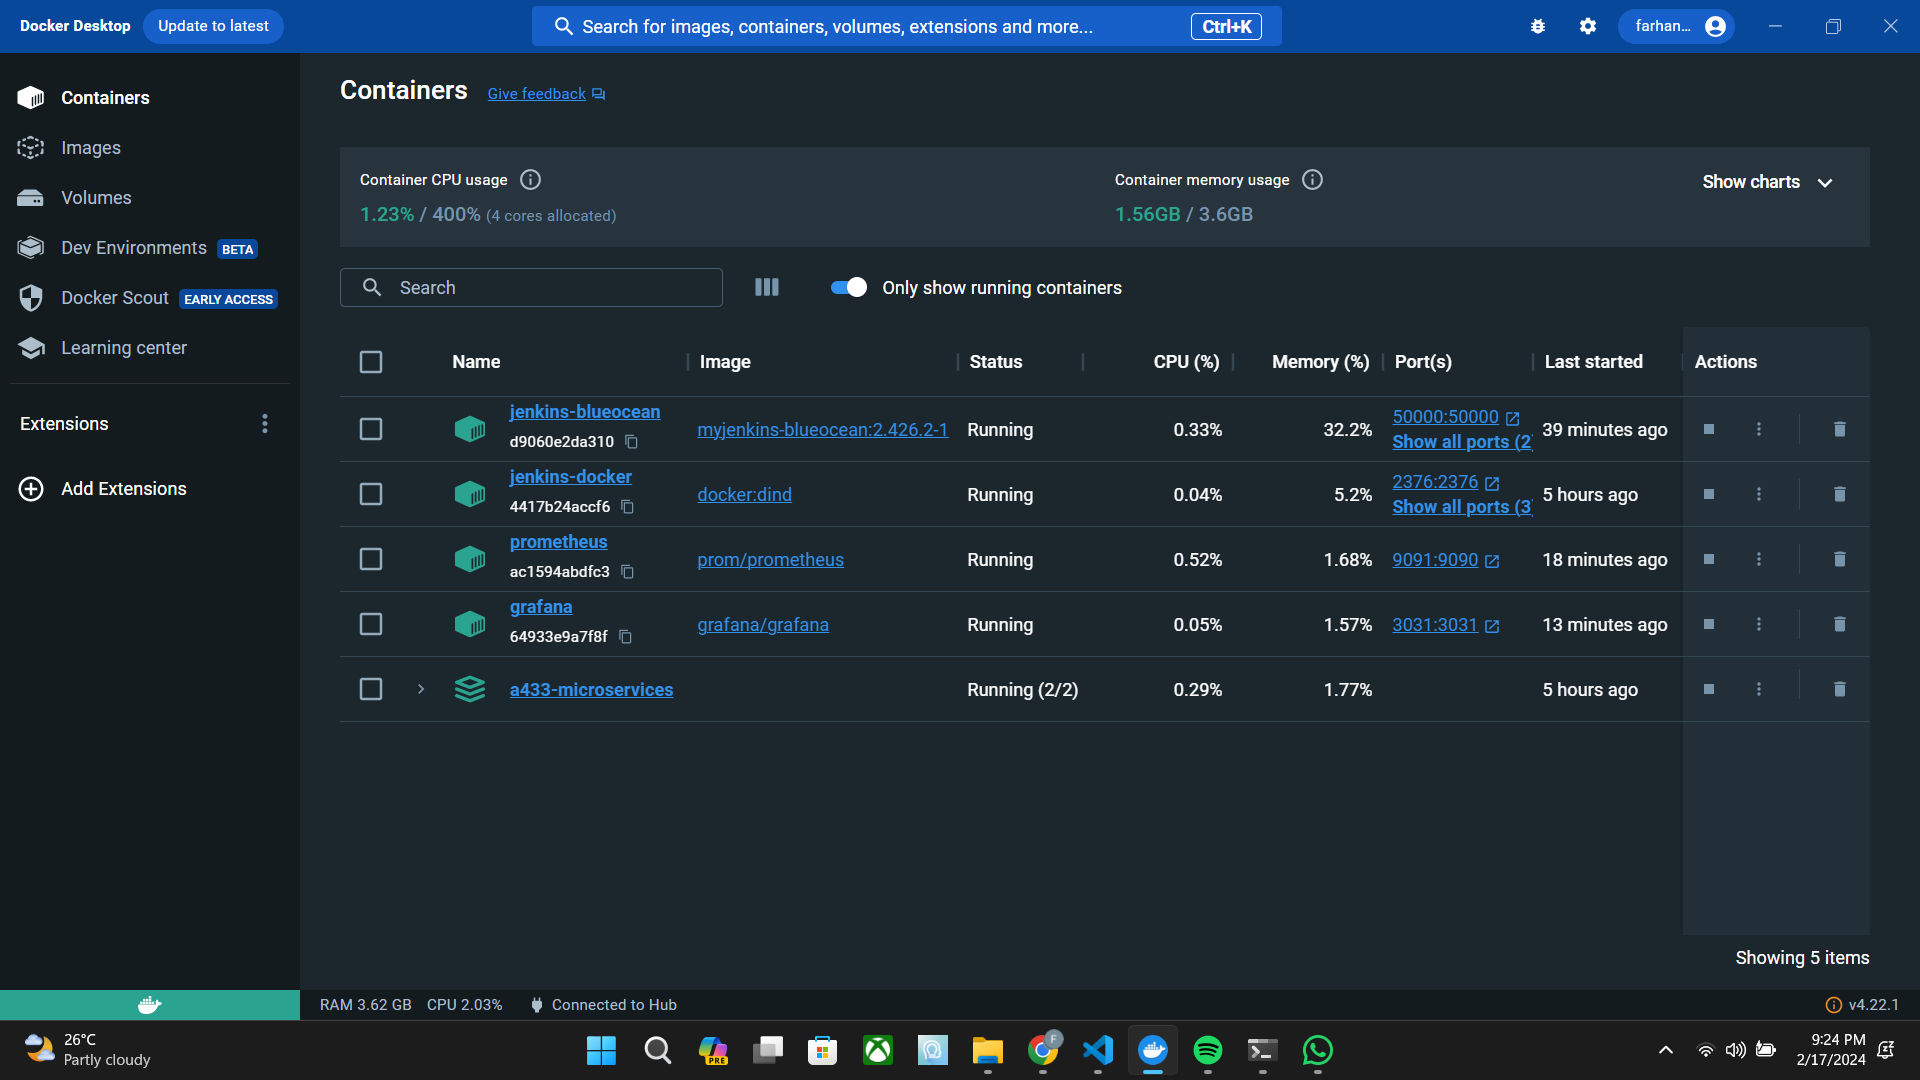 Docker Desktop
Update to latest
Search for images, containers, volumes, extensions and more...
Ctrl+K
farhan...
Containers
Images
Volumes
Dev Environments BETA
Docker Scout EARLY ACCESS
Learning center
Extensions
Add Extensions
Containers Give feedback
Container CPU usage
1.23% / 400% (4 cores allocated)
Container memory usage
1.56GB / 3.6GB
Show charts
Search
Only show running containers
Name Image Status CPU (%) Memory (%) Port(s) Last started Actions
jenkins-blueocean
d9060e2da310
myjenkins-blueocean:2.426.2-1 Running 0.33% 32.2%
50000:50000
Show all ports (2
39 minutes ago
jenkins-docker
4417b24accf6
docker:dind Running 0.04% 5.2%
2376:2376
Show all ports (3
5 hours ago
prometheus
ac1594abdfc3
prom/prometheus Running 0.52% 1.68% 9091:9090 18 minutes ago
grafana
64933e9a7f8f
grafana/grafana Running 0.05% 1.57% 3031:3031 13 minutes ago
a433-microservices Running (2/2) 0.29% 1.77% 5 hours ago
Showing 5 items
RAM 3.62 GB CPU 2.03% Connected to Hub
v4.22.1
26°C
Partly cloudy
PRE
F
9:24 PM
2/17/2024